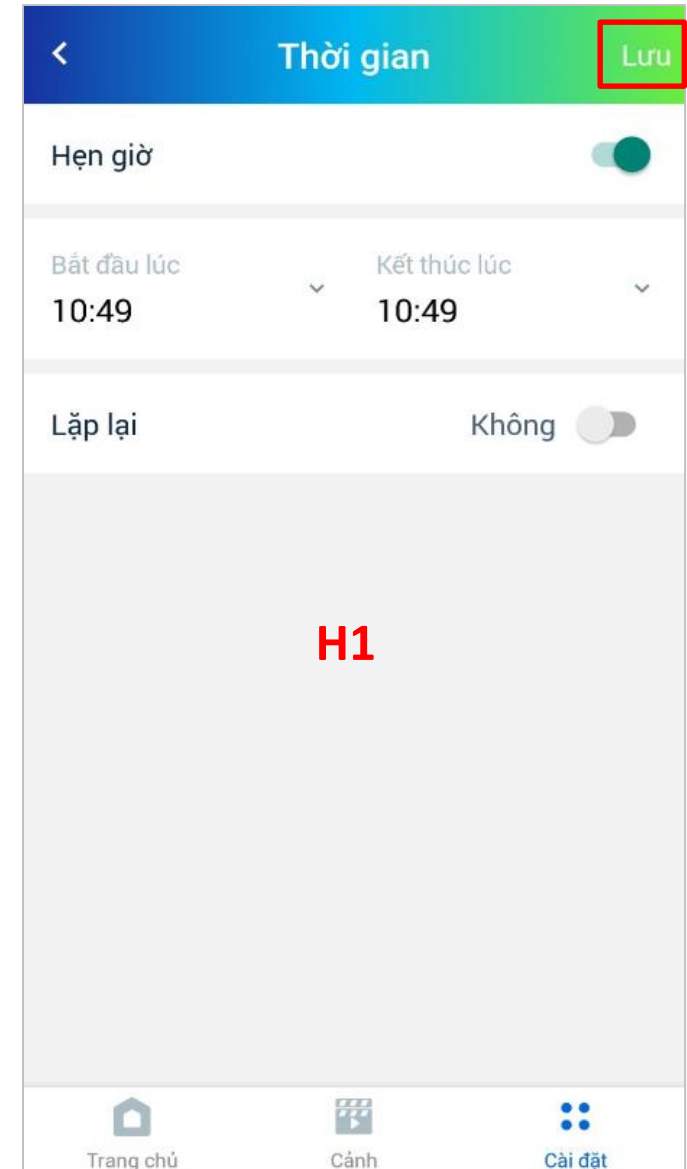 Thời gian Lưu
Hẹn giờ
Bắt đầu lúc Kết thúc lúc
10:49 10:49
Lặp lại Không
H1
Trang chủ Cảnh Cài đặt